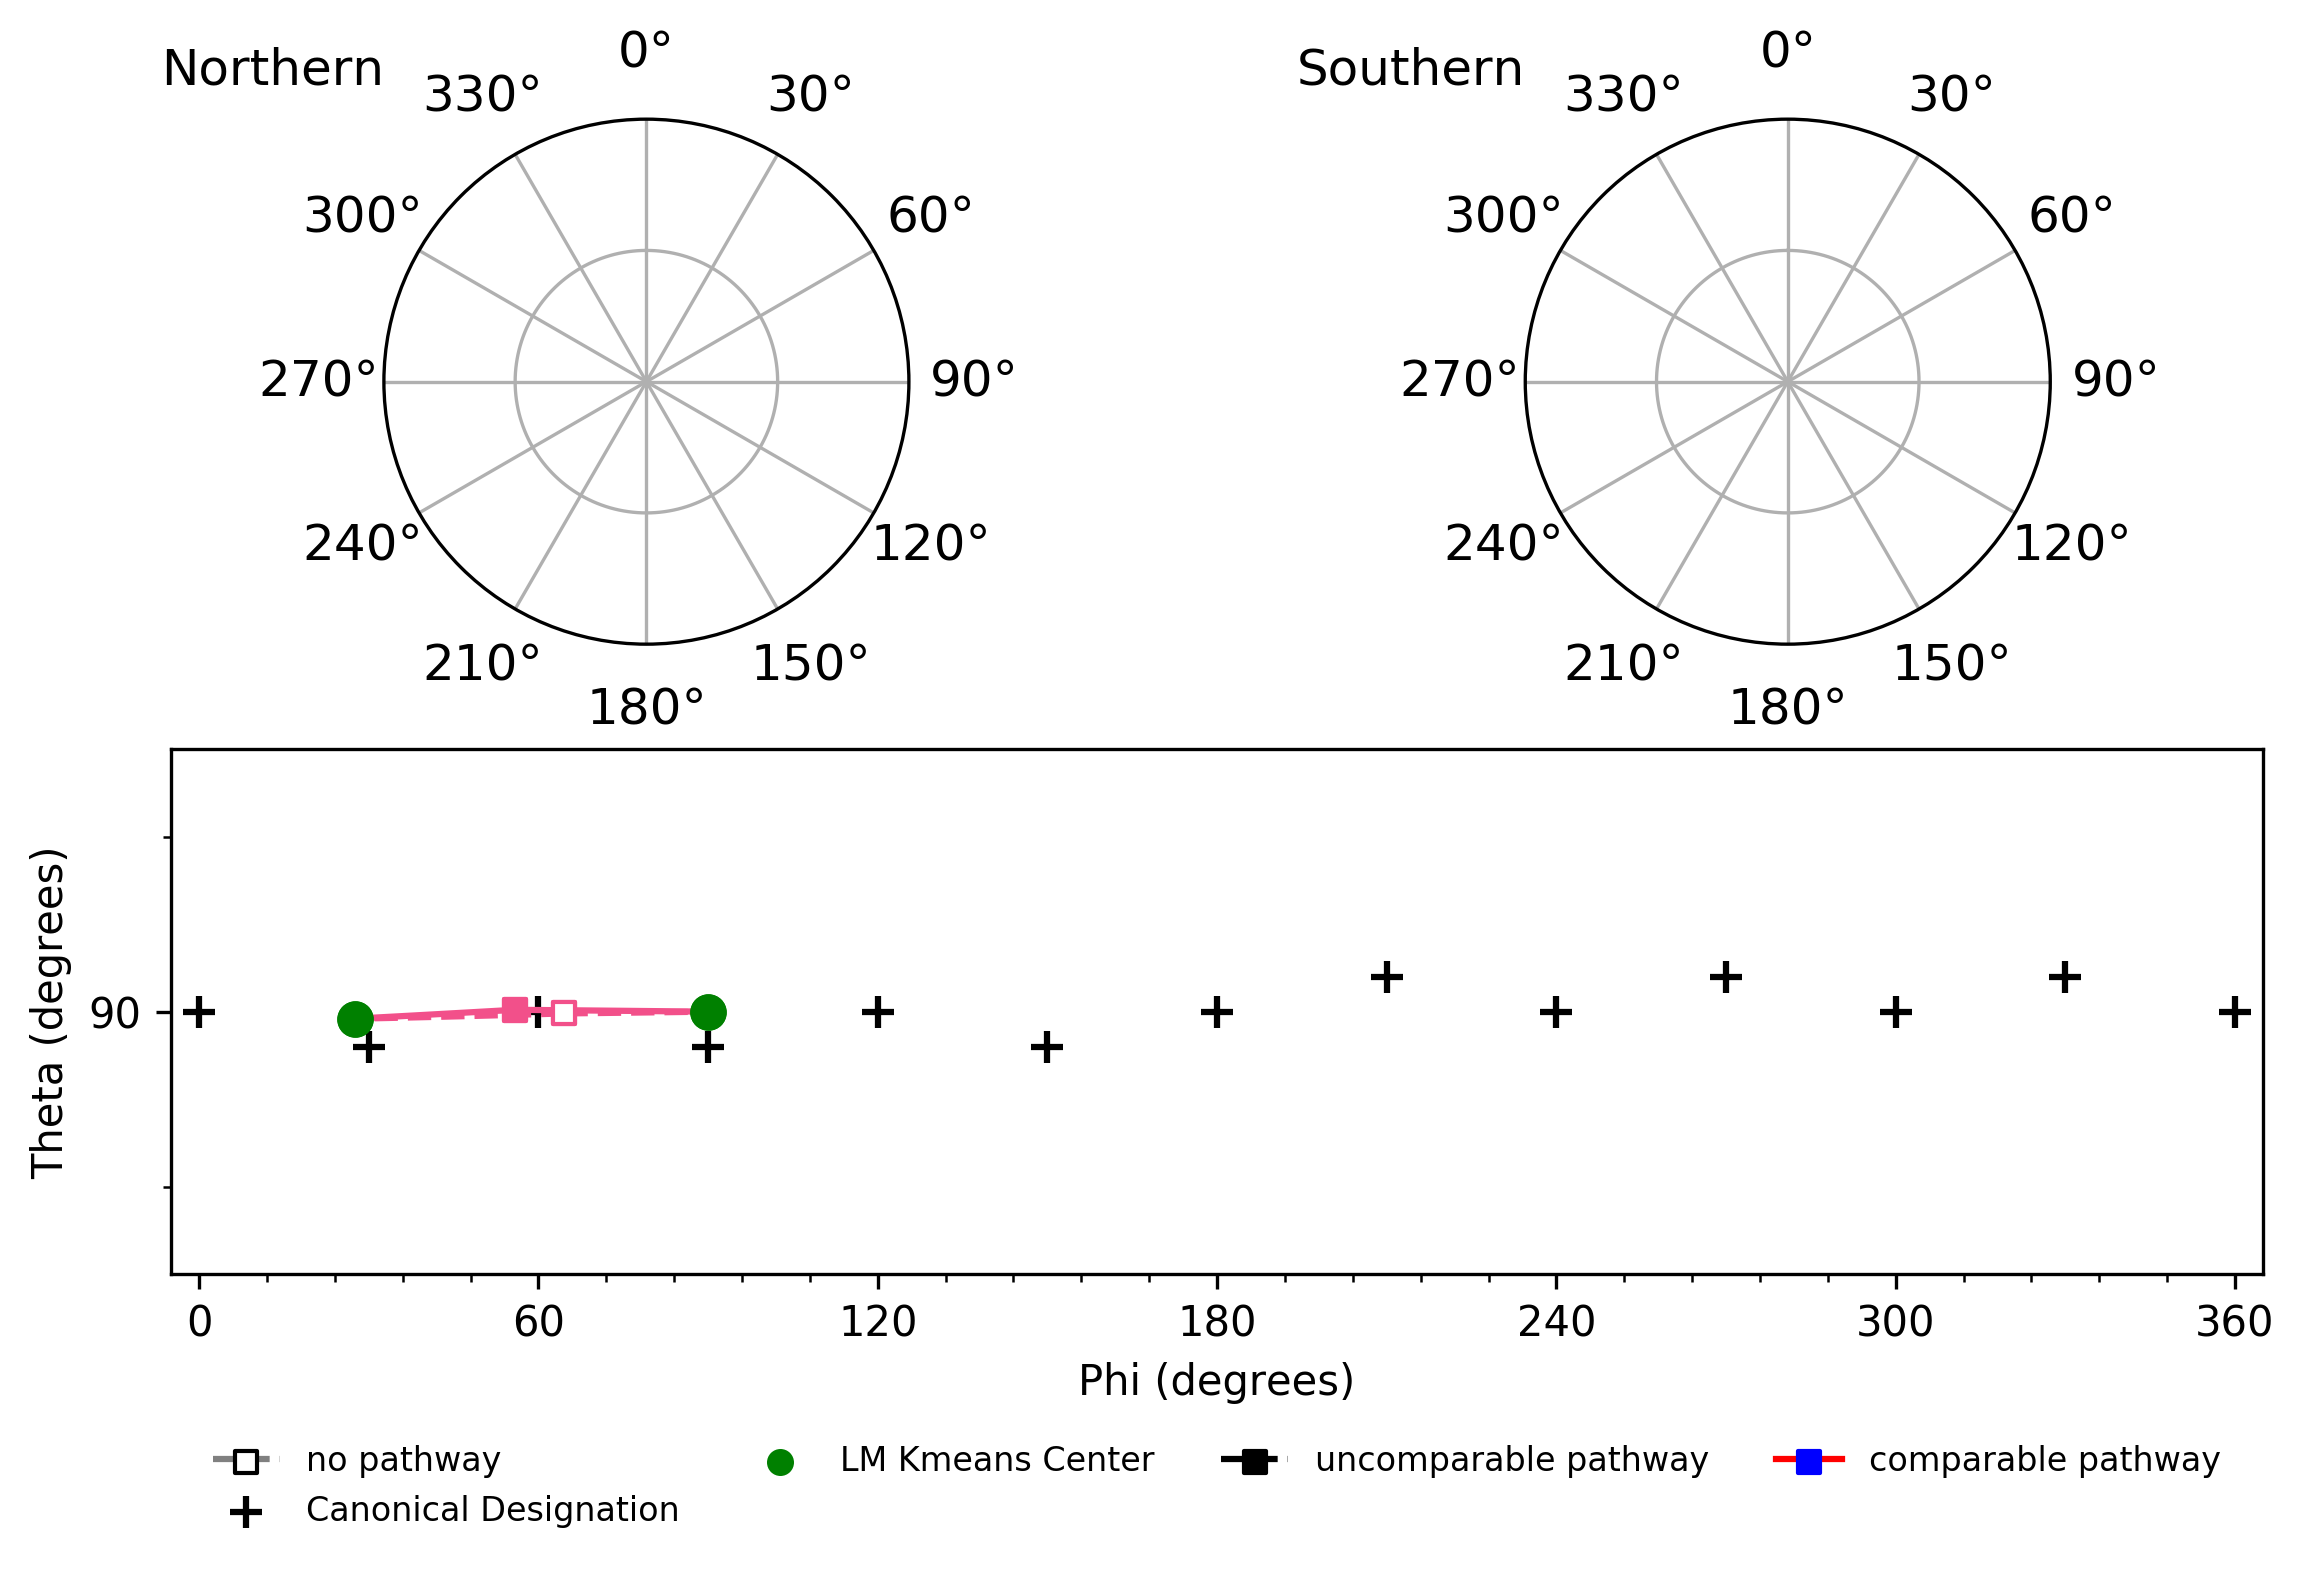 Northern
0°
330°
30°
300°
60°
270°
90°
240°
120°
210°
150°
180°
Southern
0°
330°
30°
300°
60°
270°
90°
240°
120°
210°
150°
180°
Theta (degrees)
90
0 60 120 180 240 300 360
Phi (degrees)
no pathway
Canonical Designation
LM Kmeans Center
uncomparable pathway
comparable pathway